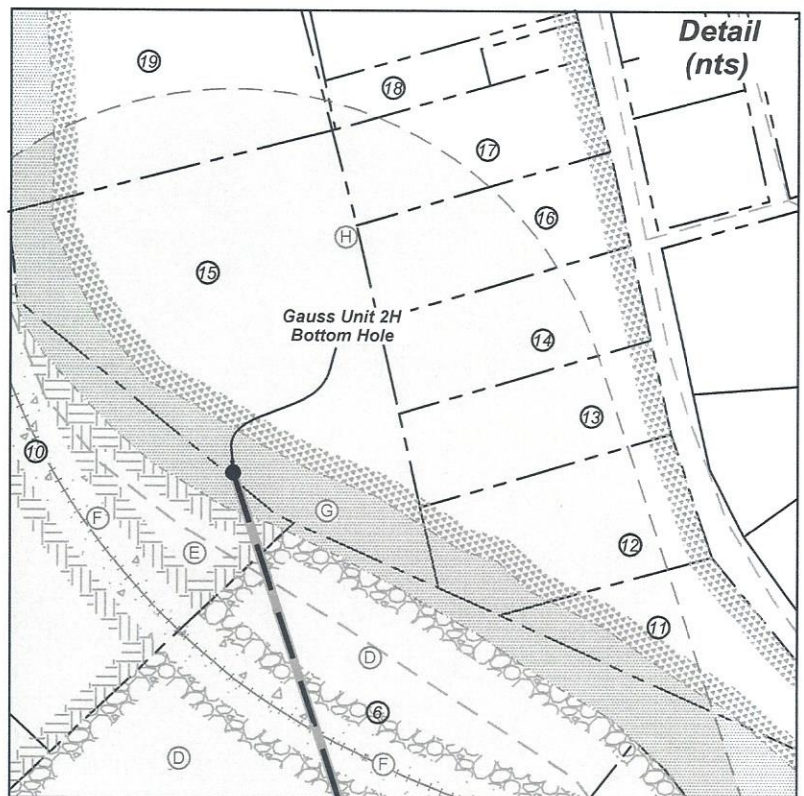 Detail
(nts)
19
18
17
16
H
15
Gauss Unit 2H
Bottom Hole
14
13
10
G
F
E
12
11
D
6
D
F